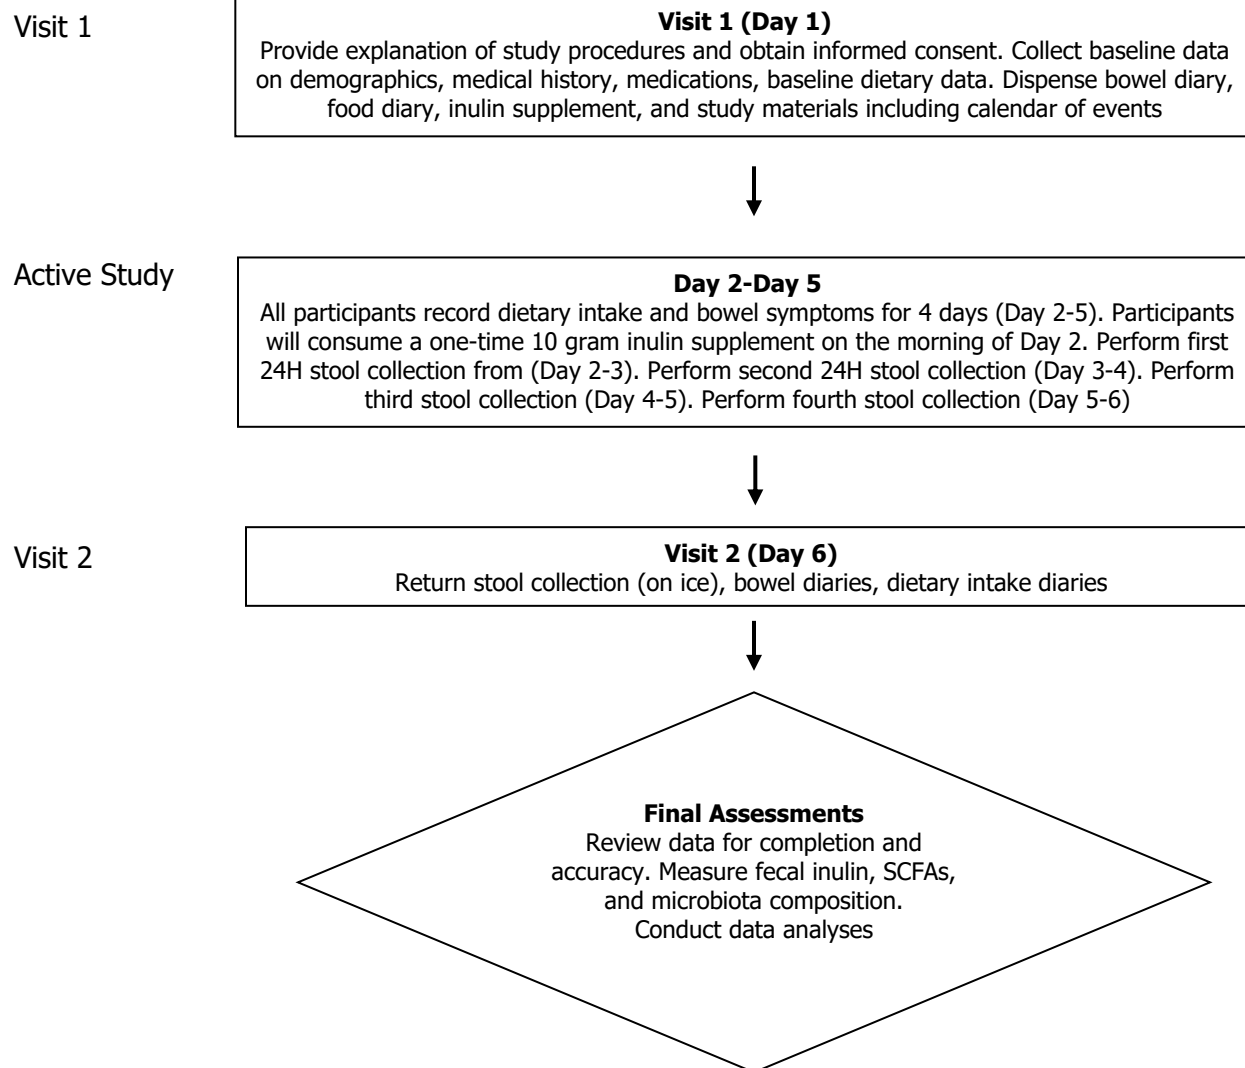 Visit 1
Visit 1 (Day 1)
Provide explanation of study procedures and obtain informed consent. Collect baseline data
on demographics, medical history, medications, baseline dietary data. Dispense bowel diary,
food diary, inulin supplement, and study materials including calendar of events
Active Study
Day 2-Day 5
All participants record dietary intake and bowel symptoms for 4 days (Day 2-5). Participants
will consume a one-time 10 gram inulin supplement on the morning of Day 2. Perform first
24H stool collection from (Day 2-3). Perform second 24H stool collection (Day 3-4). Perform
third stool collection (Day 4-5). Perform fourth stool collection (Day 5-6)
Visit 2
Visit 2 (Day 6)
Return stool collection (on ice), bowel diaries, dietary intake diaries
Final Assessments
Review data for completion and
accuracy. Measure fecal inulin, SCFAs,
and microbiota composition.
Conduct data analyses